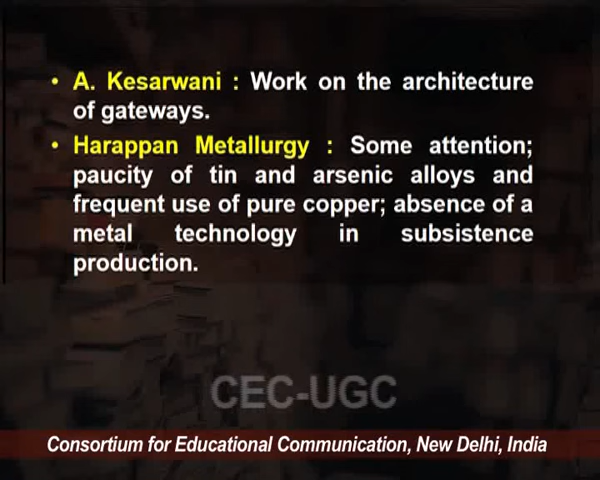 • A. Kesarwani : Work on the architecture
of gateways.
• Harappan Metallurgy : Some attention;
paucity of tin and arsenic alloys and
frequent use of pure copper; absence of a
metal technology in subsistence
production.
CEC-UGC
Consortium for Educational Communication, New Delhi, India